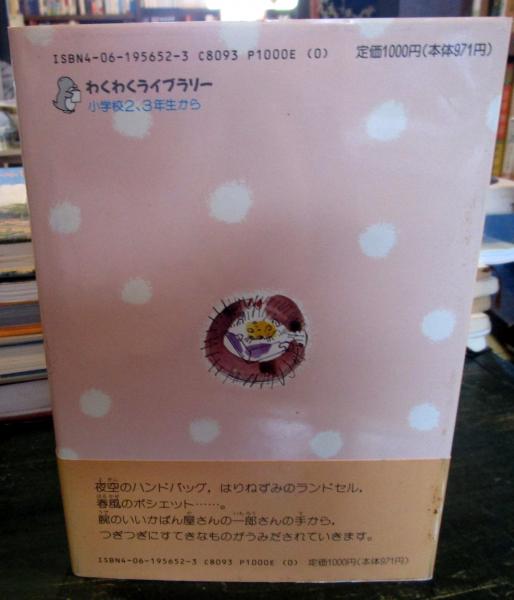 ISBN4-06-195652-3 C8093 P1000E (0) 定価1000円(本体971円)
わくわくライブラリー
小学校2、3年生から
夜空のハンドバッグ，はりねずみのランドセル，
春風のポシェット……。
腕のいいかばん屋さんの一郎さんの手から，
つぎつぎにすてきなものがうみだされていきます。
ISBN4-06-195652-3 C8093 P1000E (0) 定価1000円(本体971円)